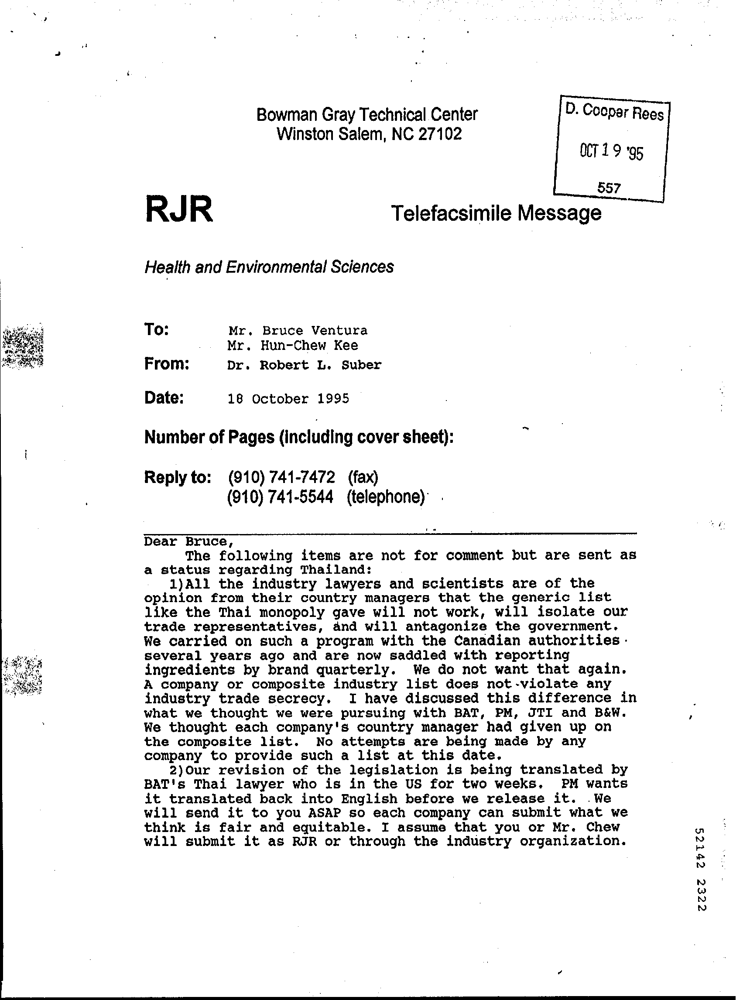 Bowman Gray Technical Center
Winston Salem, NC 27102
D. Cooper Rees
OCT 19 '95
557
RJR
Telefacsimile Message
Health and Environmental Sciences
To: Mr. Bruce Ventura
Mr. Hun-Chew Kee
From: Dr. Robert L. Suber
Date: 18 October 1995
Number of Pages (including cover sheet):
Reply to: (910) 741-7472 (fax)
(910) 741-5544 (telephone)
Dear Bruce,
The following items are not for comment but are sent as
a status regarding Thailand:
1)All the industry lawyers and scientists are of the
opinion from their country managers that the generic list
like the Thai monopoly gave will not work, will isolate our
trade representatives, and will antagonize the government.
We carried on such a program with the Canadian authorities
several years ago and are now saddled with reporting
ingredients by brand quarterly. We do not want that again.
A company or composite industry list does not violate any
industry trade secrecy. I have discussed this difference in
what we thought we were pursuing with BAT, PM, JTI and B&W.
We thought each company's country manager had given up on
the composite list. No attempts are being made by any
company to provide such a list at this date.
2)Our revision of the legislation is being translated by
BAT's Thai lawyer who is in the US for two weeks. PM wants
it translated back into English before we release it. We
will send it to you ASAP so each company can submit what we
think is fair and equitable. I assume that you or Mr. Chew
will submit it as RJR or through the industry organization.
52142 2322